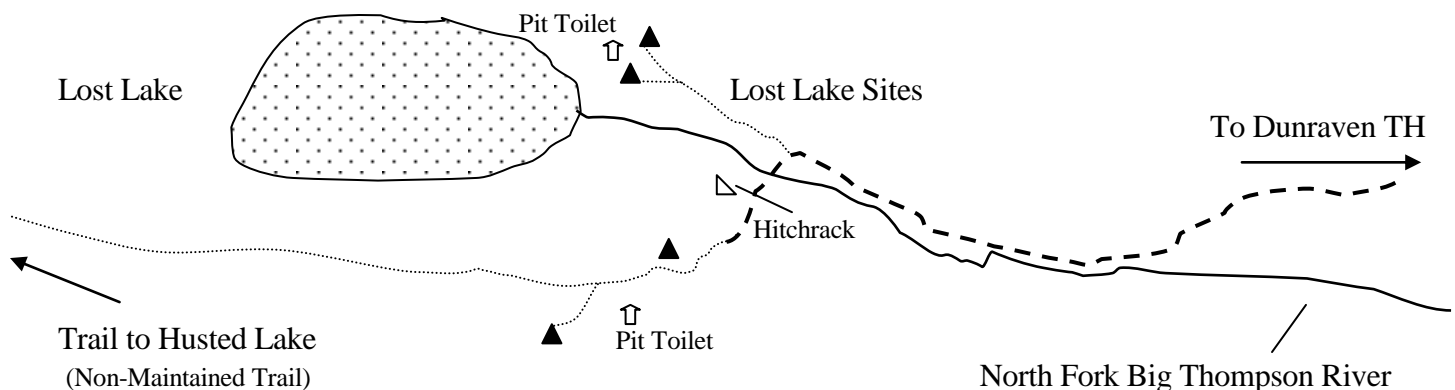 Pit Toilet
Lost Lake
Lost Lake Sites
To Dunraven TH
Hitchrack
Trail to Husted Lake
(Non-Maintained Trail)
Pit Toilet
North Fork Big Thompson River